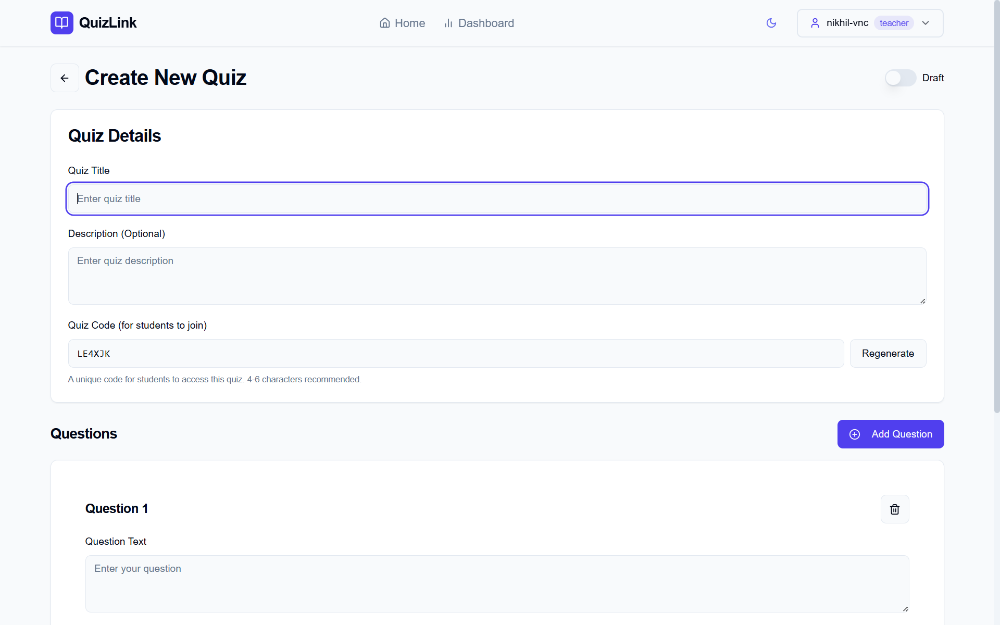 QuizLink
Home
Dashboard
nikhil-vnc
teacher
Create New Quiz
Draft
Quiz Details
Quiz Title
Enter quiz title
Description (Optional)
Enter quiz description
Quiz Code (for students to join)
LE4XJK
Regenerate
A unique code for students to access this quiz. 4-6 characters recommended.
Questions
Add Question
Question 1
Question Text
Enter your question